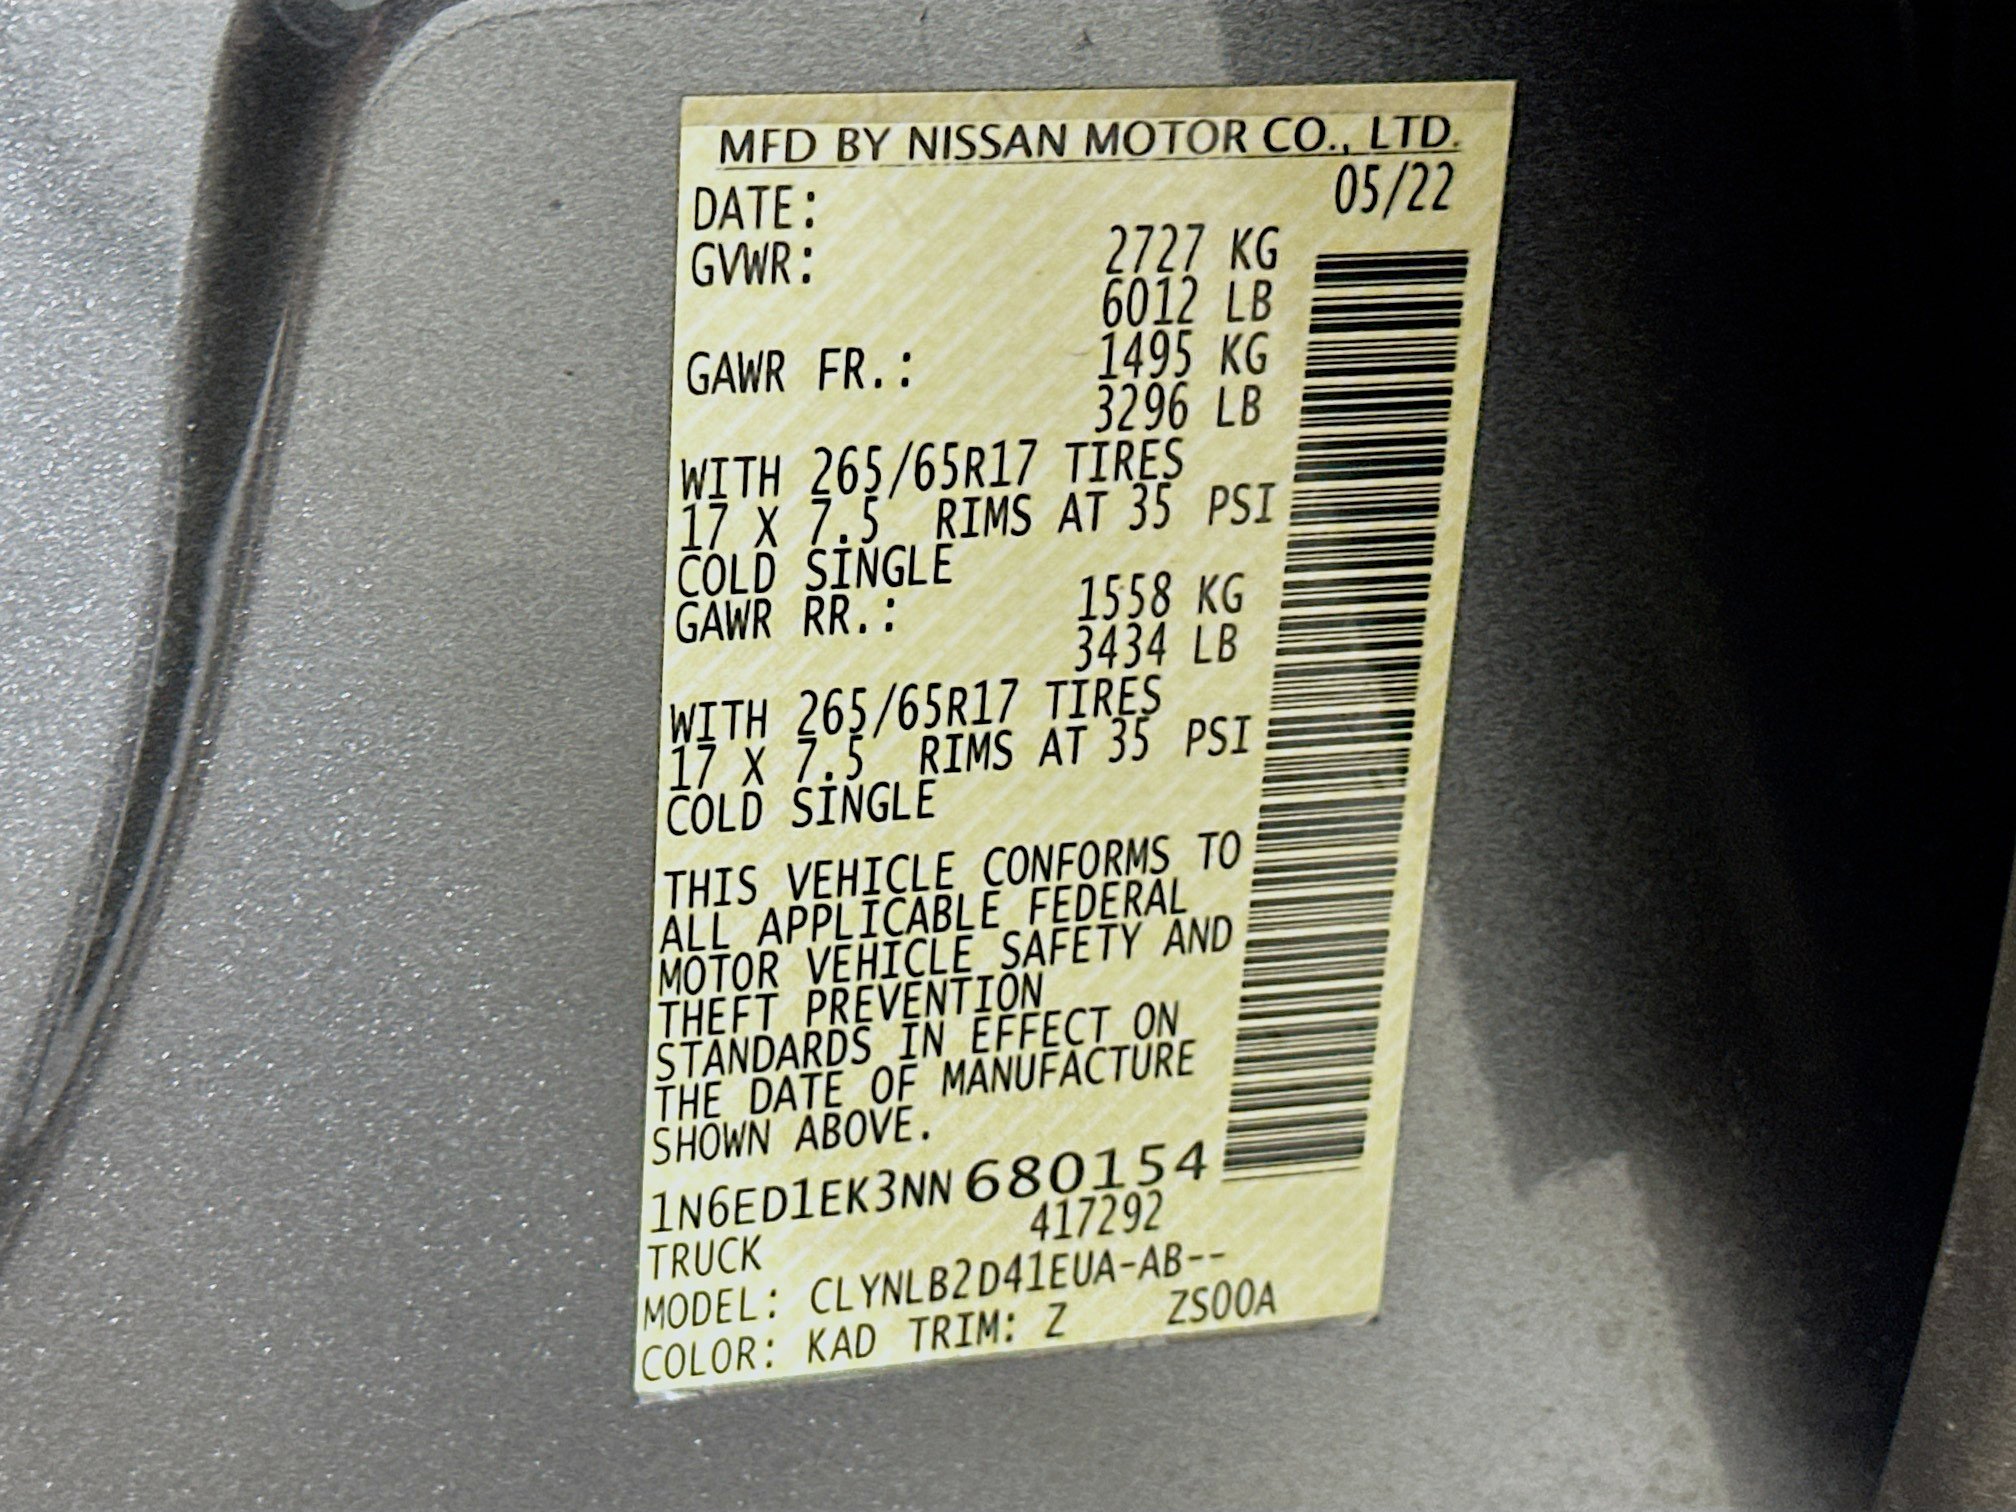 MFD BY NISSAN MOTOR CO., LTD.
DATE: 05/22
GVWR: 2727 KG
6012 LB
GAWR FR.: 1495 KG
3296 LB
WITH 265/65R17 TIRES
17 X 7.5 RIMS AT 35 PSI
COLD SINGLE
GAWR RR.: 1558 KG
3434 LB
WITH 265/65R17 TIRES
17 X 7.5 RIMS AT 35 PSI
COLD SINGLE
THIS VEHICLE CONFORMS TO
ALL APPLICABLE FEDERAL
MOTOR VEHICLE SAFETY AND
THEFT PREVENTION
STANDARDS IN EFFECT ON
THE DATE OF MANUFACTURE
SHOWN ABOVE.
1N6ED1EK3NN680154
TRUCK 417292
MODEL: CLYNLB2D41EUA-AB--
COLOR: KAD TRIM: Z ZS00A